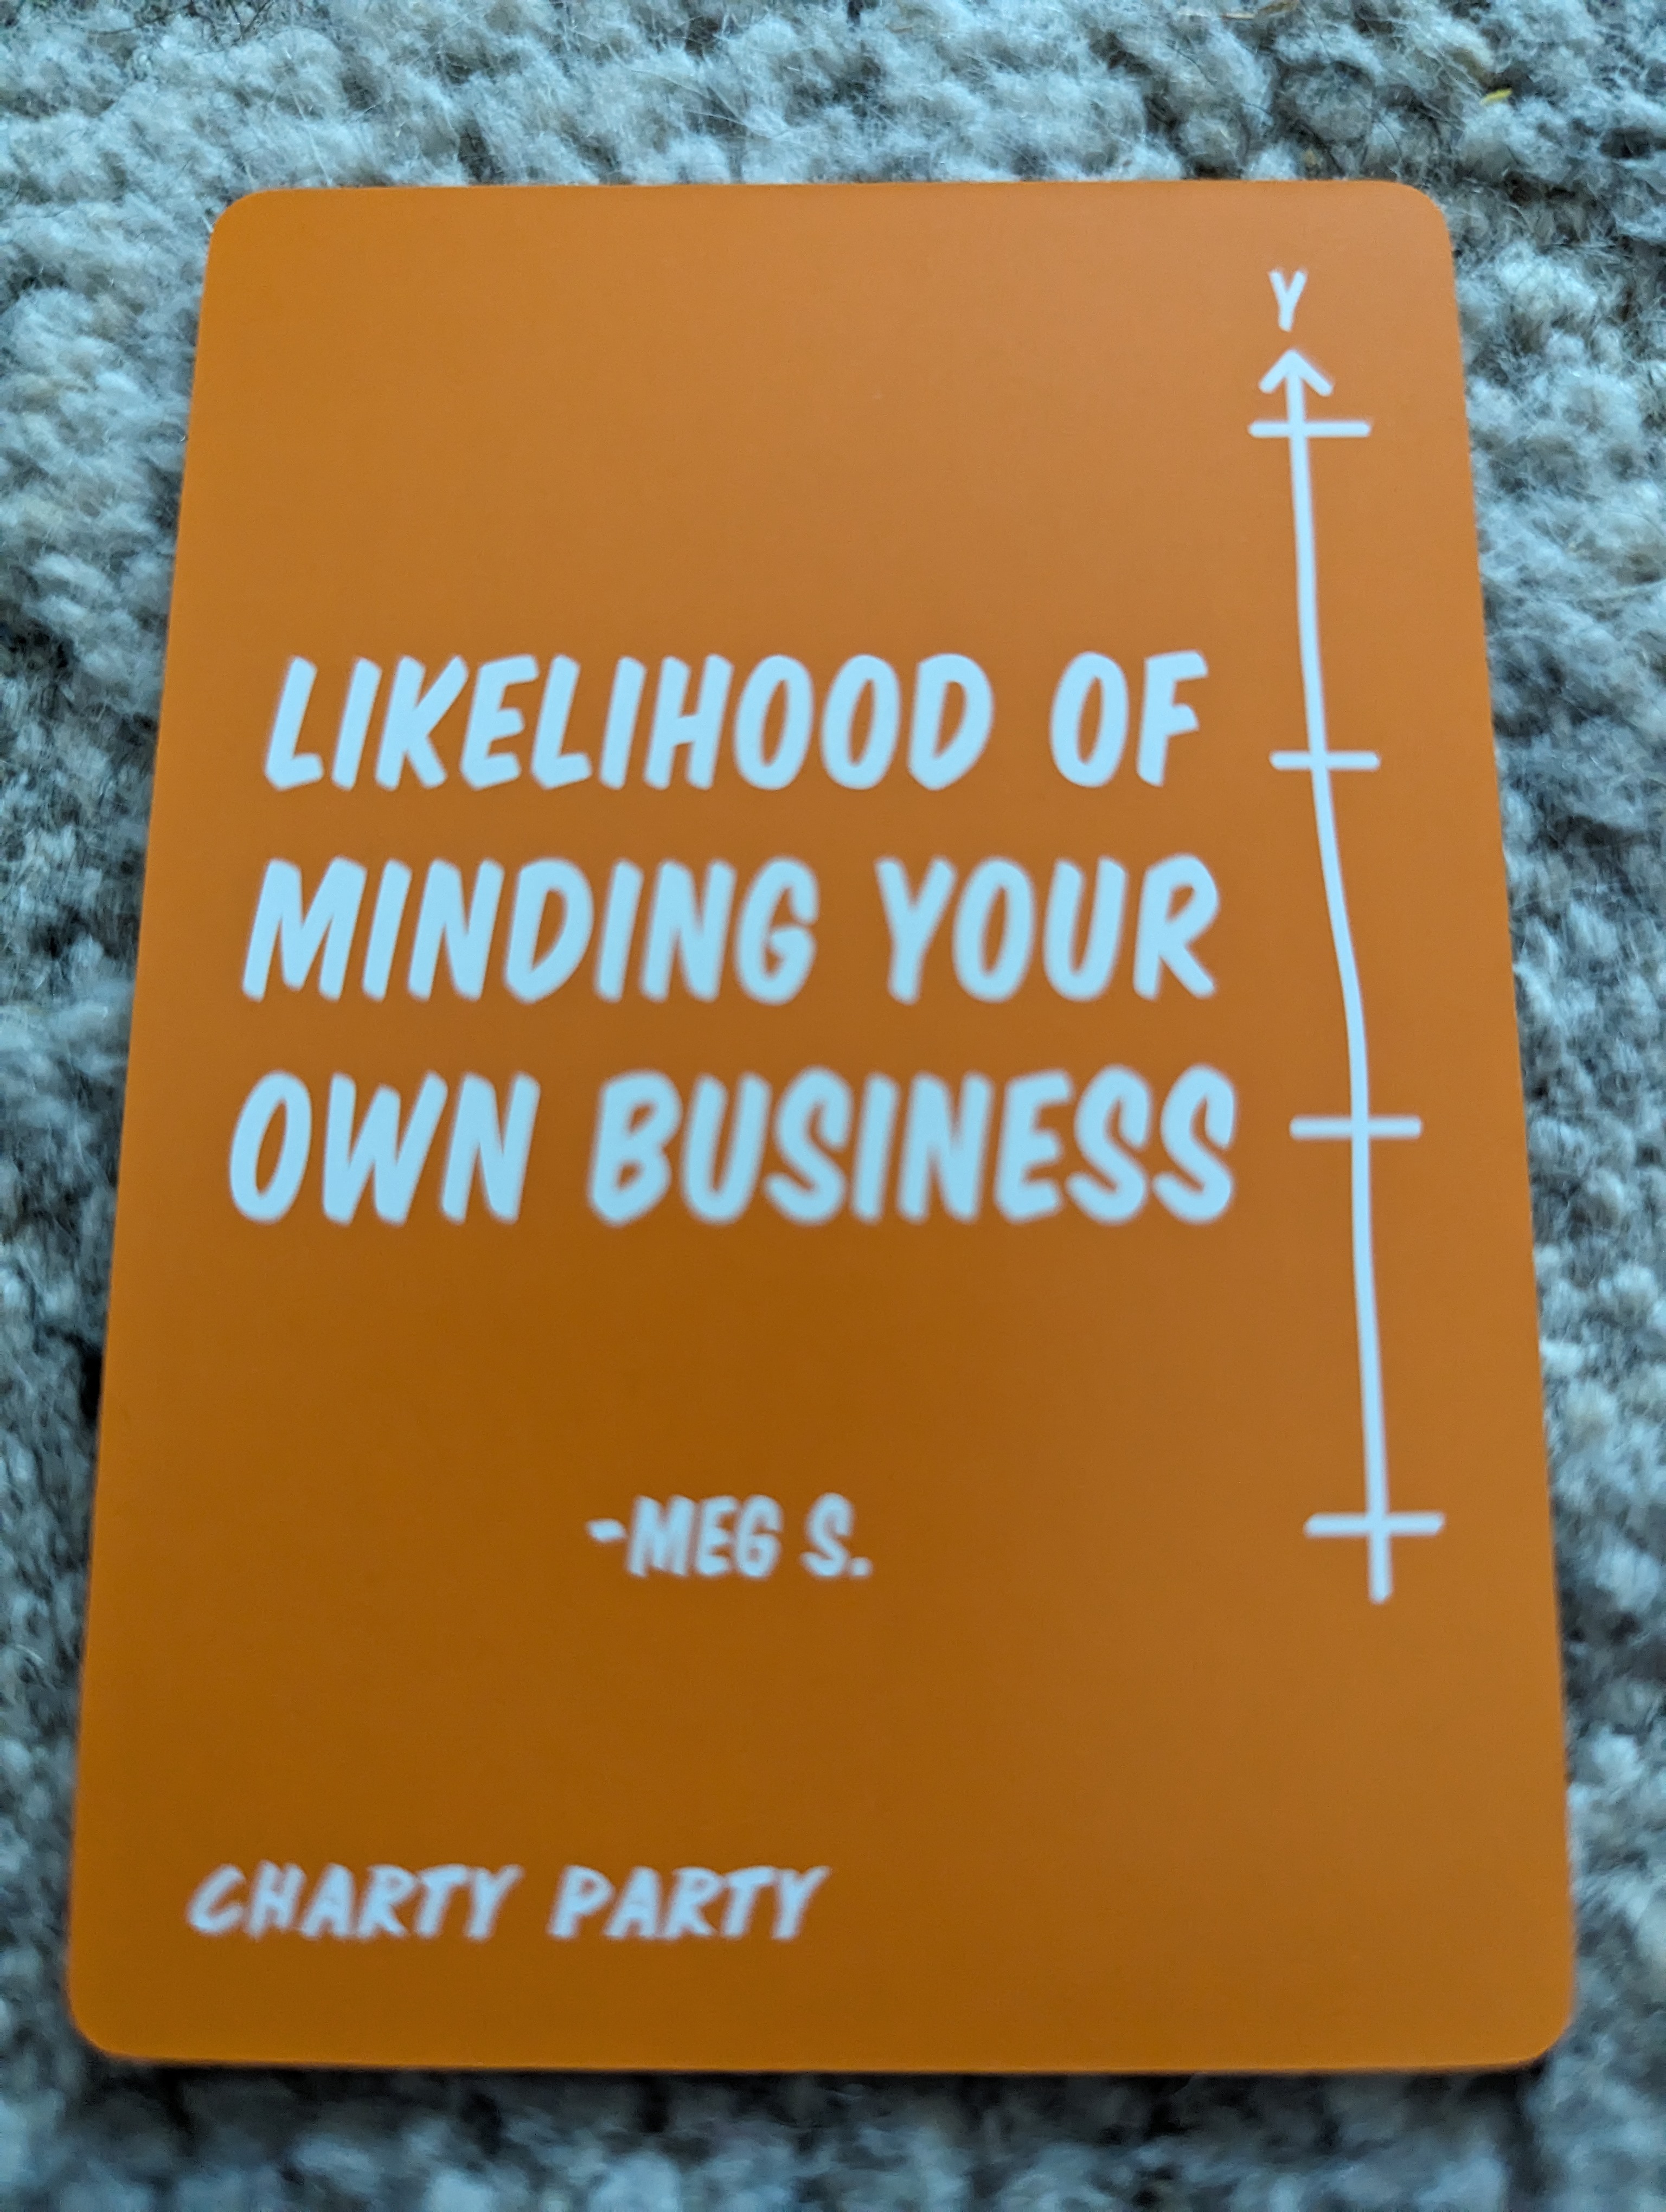 Y
LIKELIHOOD OF
MINDING YOUR
OWN BUSINESS
-MEG S.
CHARTY PARTY